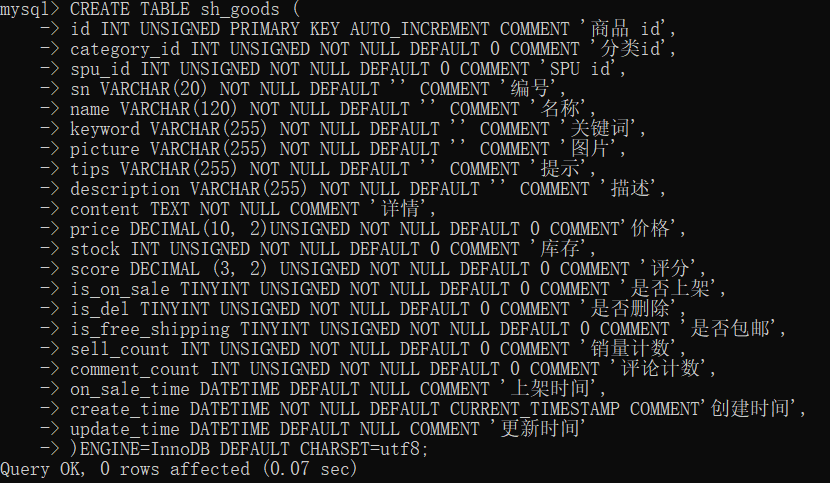 mysql> CREATE TABLE sh_goods (
    -> id INT UNSIGNED PRIMARY KEY AUTO_INCREMENT COMMENT '商品 id',
    -> category_id INT UNSIGNED NOT NULL DEFAULT 0 COMMENT '分类id',
    -> spu_id INT UNSIGNED NOT NULL DEFAULT 0 COMMENT 'SPU id',
    -> sn VARCHAR(20) NOT NULL DEFAULT '' COMMENT '编号',
    -> name VARCHAR(120) NOT NULL DEFAULT '' COMMENT '名称',
    -> keyword VARCHAR(255) NOT NULL DEFAULT '' COMMENT '关键词',
    -> picture VARCHAR(255) NOT NULL DEFAULT '' COMMENT '图片',
    -> tips VARCHAR(255) NOT NULL DEFAULT '' COMMENT '提示',
    -> description VARCHAR(255) NOT NULL DEFAULT '' COMMENT '描述',
    -> content TEXT NOT NULL COMMENT '详情',
    -> price DECIMAL(10, 2)UNSIGNED NOT NULL DEFAULT 0 COMMENT'价格',
    -> stock INT UNSIGNED NOT NULL DEFAULT 0 COMMENT '库存',
    -> score DECIMAL (3, 2) UNSIGNED NOT NULL DEFAULT 0 COMMENT '评分',
    -> is_on_sale TINYINT UNSIGNED NOT NULL DEFAULT 0 COMMENT '是否上架',
    -> is_del TINYINT UNSIGNED NOT NULL DEFAULT 0 COMMENT '是否删除',
    -> is_free_shipping TINYINT UNSIGNED NOT NULL DEFAULT 0 COMMENT '是否包邮',
    -> sell_count INT UNSIGNED NOT NULL DEFAULT 0 COMMENT '销量计数',
    -> comment_count INT UNSIGNED NOT NULL DEFAULT 0 COMMENT '评论计数',
    -> on_sale_time DATETIME DEFAULT NULL COMMENT '上架时间',
    -> create_time DATETIME NOT NULL DEFAULT CURRENT_TIMESTAMP COMMENT'创建时间',
    -> update_time DATETIME DEFAULT NULL COMMENT '更新时间'
    -> )ENGINE=InnoDB DEFAULT CHARSET=utf8;
Query OK, 0 rows affected (0.07 sec)